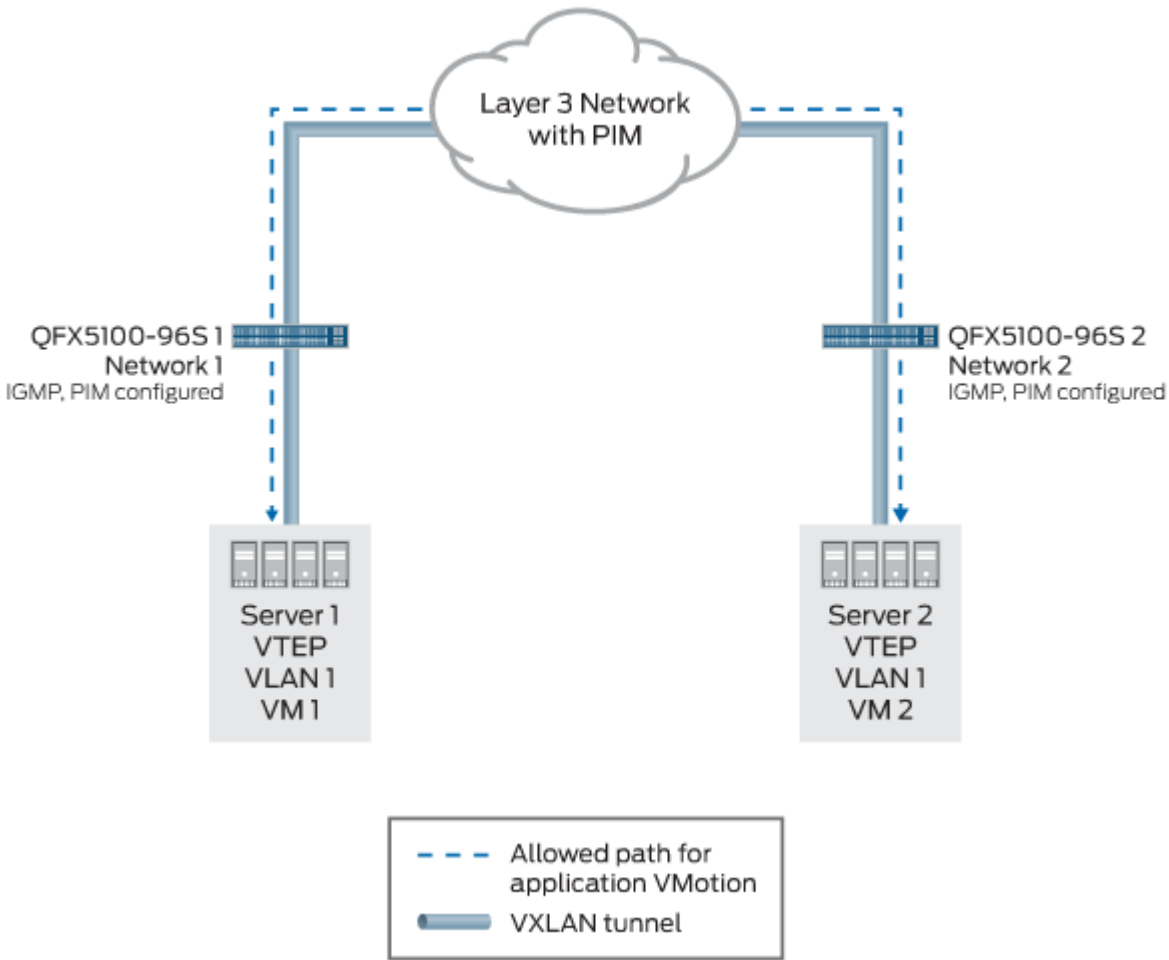 Layer 3 Network
with PIM
QFX5100-96S 1
Network 1
IGMP, PIM configured
QFX5100-96S 2
Network 2
IGMP, PIM configured
Server 1
VTEP
VLAN 1
VM 1
Server 2
VTEP
VLAN 1
VM 2
Allowed path for
application VMotion
VXLAN tunnel